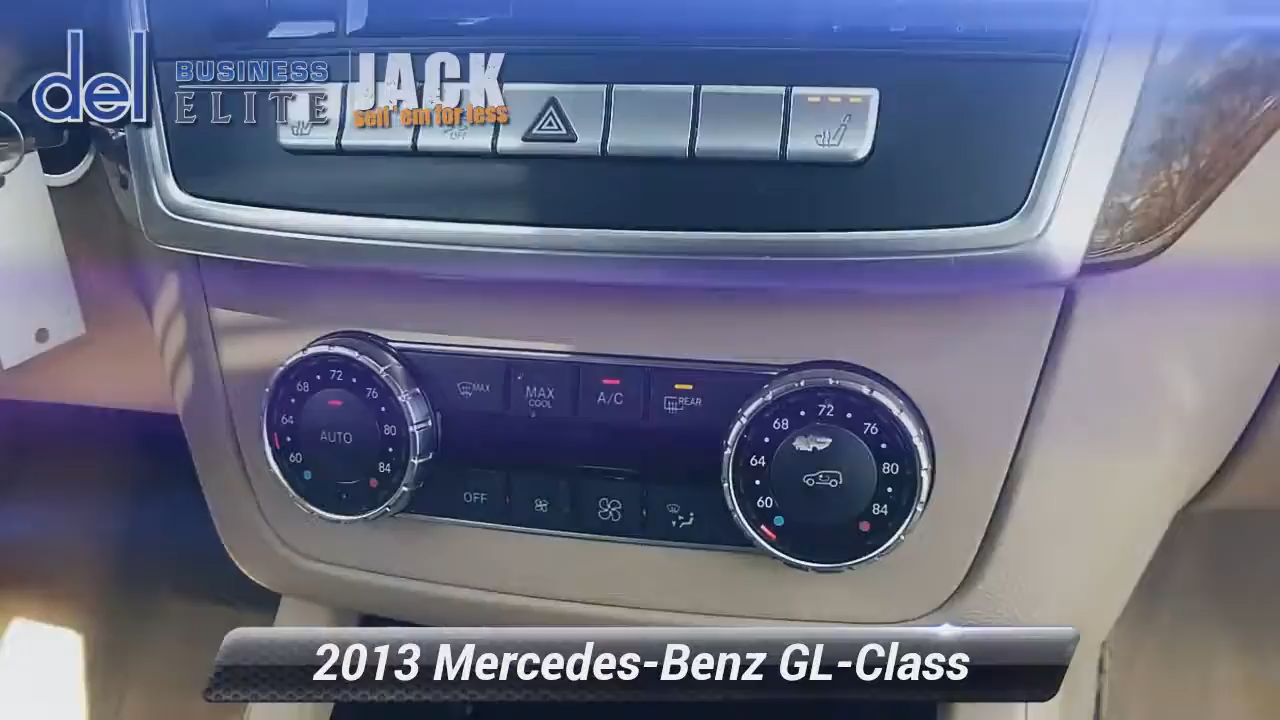 del BUSINESS ELITE JACK
sell 'em for less
OFF
72
68 76
64 80
60 84
AUTO
MAX
MAX COOL
A/C
REAR
OFF
72
68 76
64 80
60 84
2013 Mercedes-Benz GL-Class